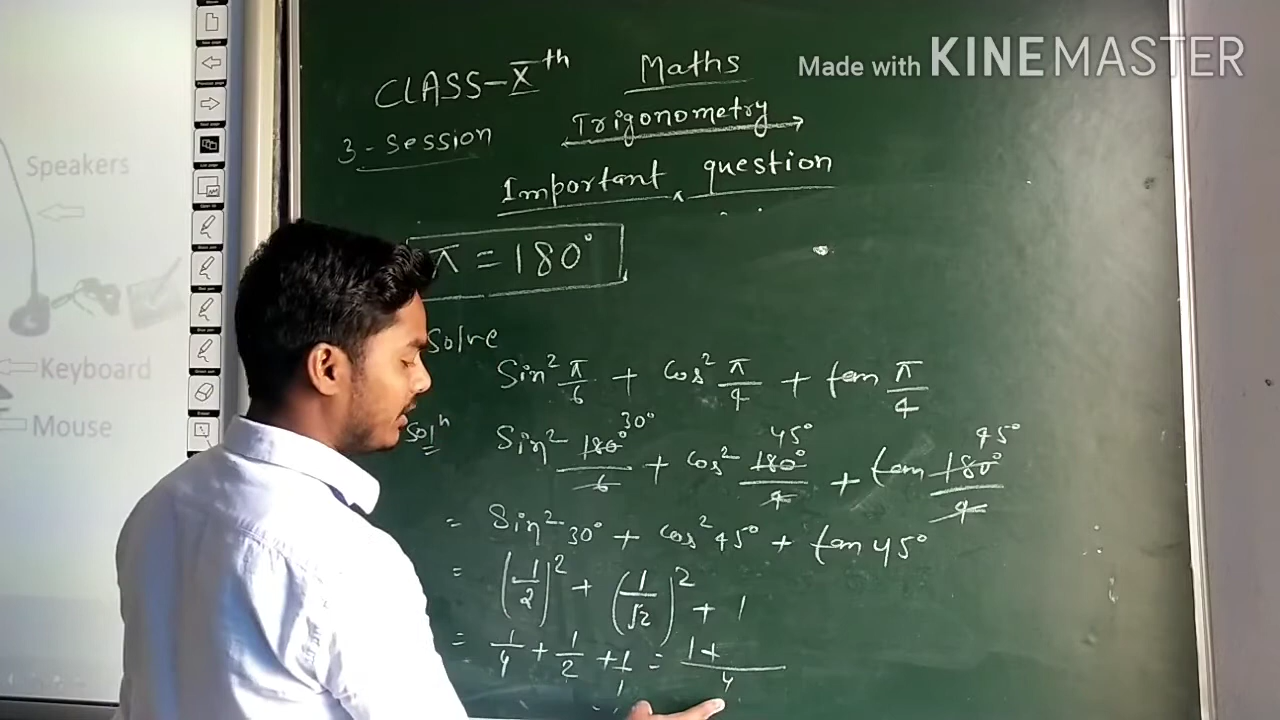 Made with KINEMASTER
CLASS-Xth Maths
3-Session Trigonometry
Important question
π = 180°
Solve
Sin² π/6 + cos² π/4 + tan π/4
Solⁿ Sin² 180°/6 30° + cos² 180°/4 45° + tan 180°/4 45°
= Sin² 30° + cos² 45° + tan 45°
= (1/2)² + (1/√2)² + 1
= 1/4 + 1/2 + 1/1 = 1+ /4
Speakers
Keyboard
Mouse